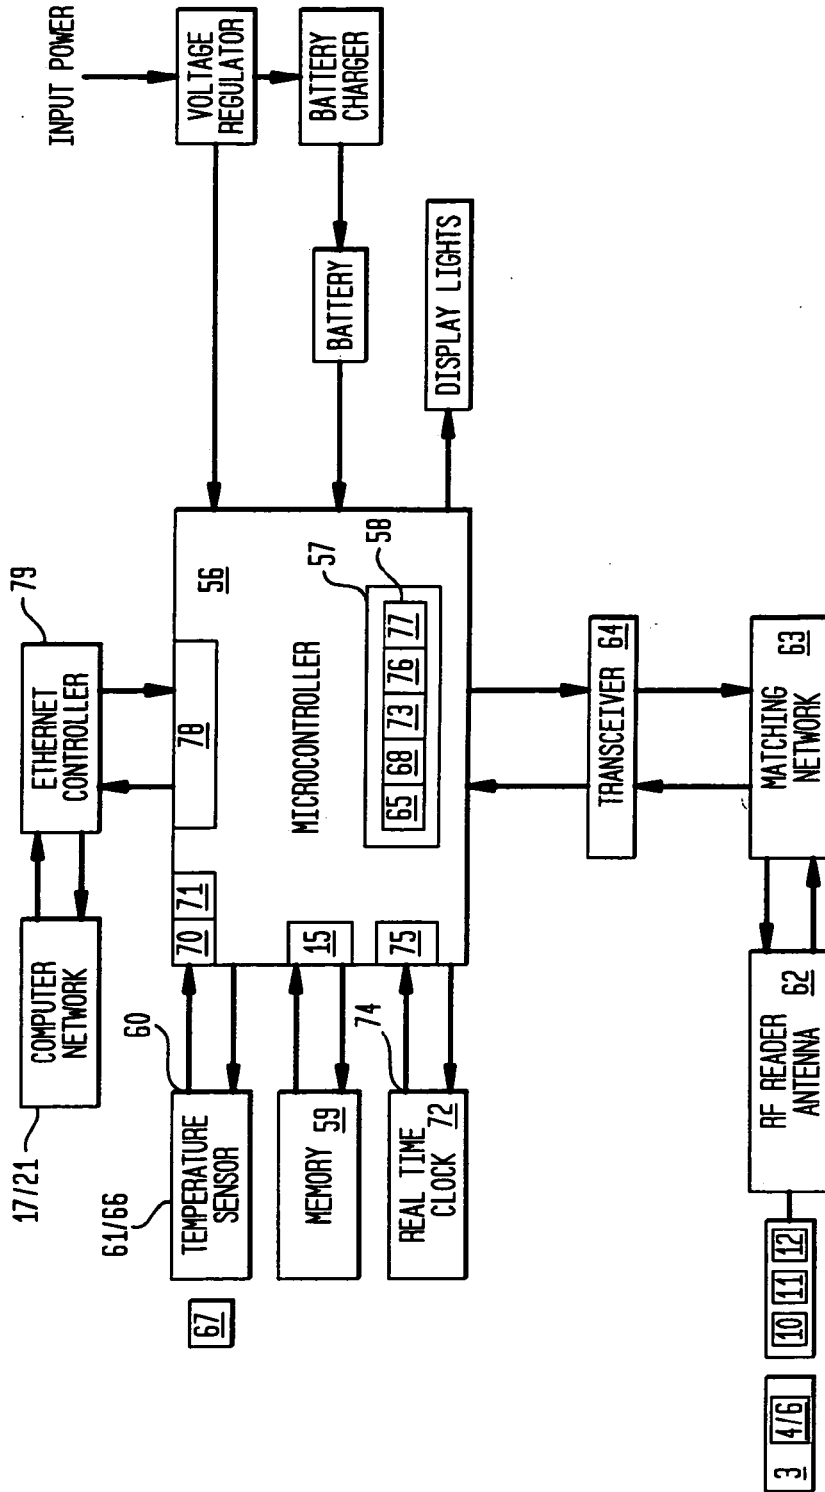 17/21
COMPUTER
NETWORK
ETHERNET
CONTROLLER
79
INPUT POWER
61/66
67
TEMPERATURE
SENSOR
60
70
71
78
56
VOLTAGE
REGULATOR
MEMORY
59
15
MICROCONTROLLER
57
58
65
68
73
76
77
BATTERY
BATTERY
CHARGER
REAL TIME
CLOCK
72
74
75
DISPLAY LIGHTS
TRANSCEIVER
64
3
4/6
10
11
12
RF READER
ANTENNA
62
MATCHING
NETWORK
63